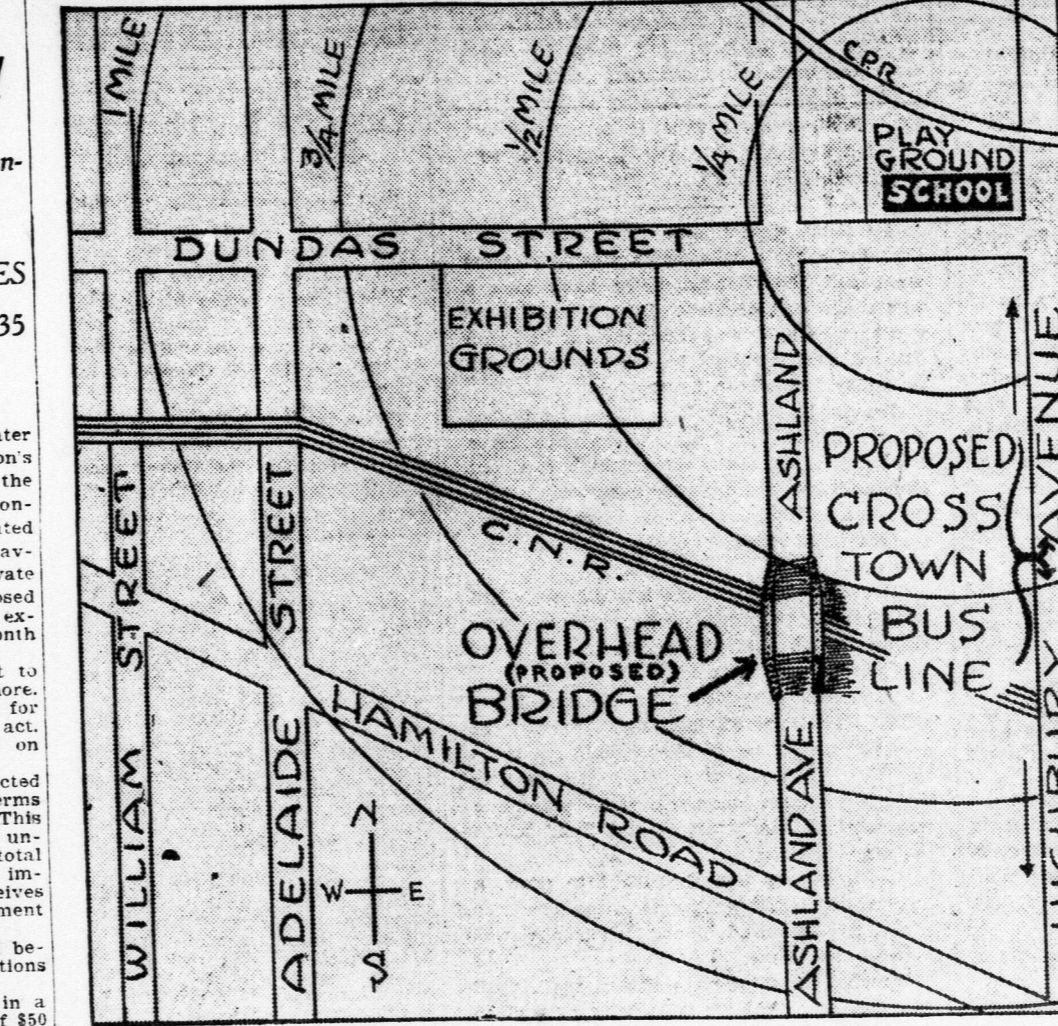 n-
ES
35
ater
on's
the
on-
ated
av-
vate
osed
ex-
onth
t to
nore.
for
act.
on
cted
erms
This
un-
total
im-
eives
ment
be-
tions
in a
f $50
1 MILE
3/4 MILE
1/2 MILE
1/4 MILE
C.P.R
PLAY
GROUND
SCHOOL
DUNDAS STREET
EXHIBITION
GROUNDS
ASHLAND
AVENUE
PROPOSED
CROSS
TOWN
BUS
LINE
C.N.R.
OVERHEAD
(PROPOSED)
BRIDGE
HAMILTON ROAD
WILLIAM STREET
ADELAIDE STREET
ASHLAND AVE.
N
W E
S